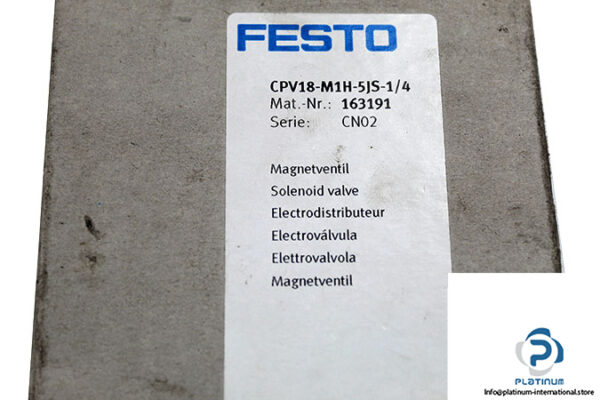 FESTO
CPV18-M1H-5JS-1/4
Mat.-Nr.: 163191
Serie: CN02
Magnetventil
Solenoid valve
Electrodistributeur
Electroválvula
Elettrovalvola
Magnetventil
PLATINUM
Info@platinum-international.store